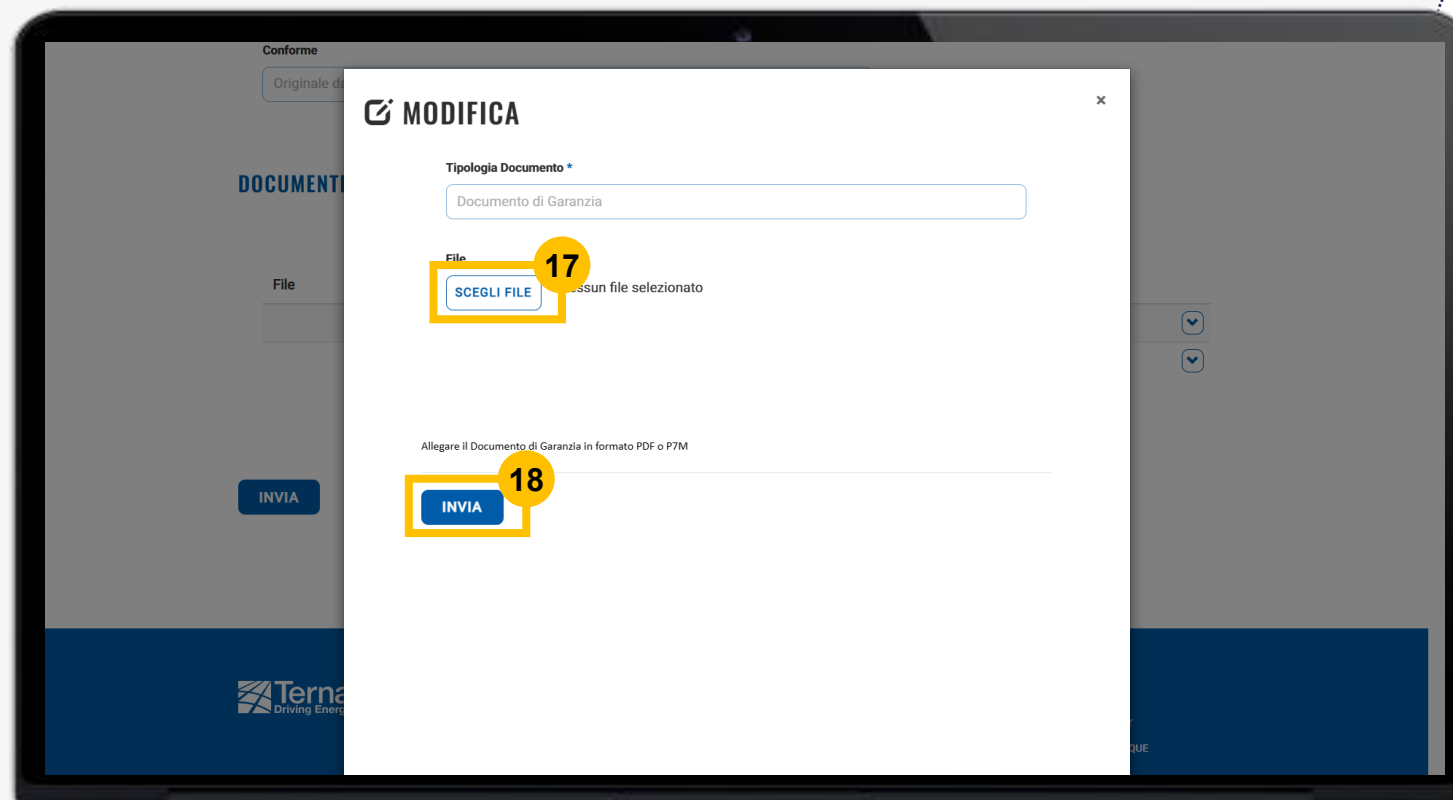 Conforme
Originale
MODIFICA
×
Tipologia Documento *
DOCUMENTI
Documento di Garanzia
File
17
File
SCEGLI FILE
essun file selezionato
Allegare il Documento di Garanzia in formato PDF o P7M
18
INVIA
INVIA
Terna
Driving Energ
QUE